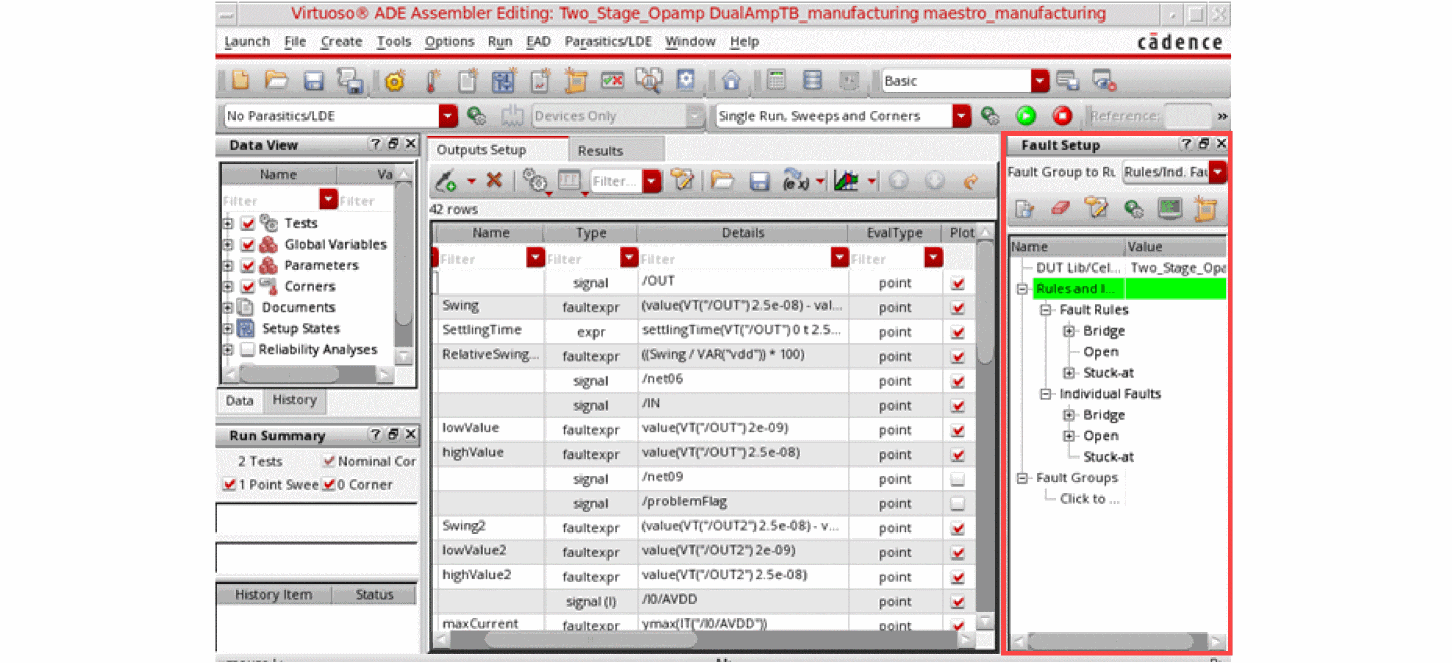 Virtuoso® ADE Assembler Editing: Two_Stage_Opamp DualAmpTB_manufacturing maestro_manufacturing
Launch File Create Tools Options Run EAD Parasitics/LDE Window Help
cādence
Basic
No Parasitics/LDE Devices Only Single Run, Sweeps and Corners Reference: »
Data View ? X
Name Va
Filter Filter
Terms
Tests
Global Variables
Parameters
Corners
Documents
Setup States
Reliability Analyses
Data History
Run Summary ? X
2 Tests Nominal Cor
1 Point Swee 0 Corner
History Item Status
Outputs Setup Results
Filter... (e x)
42 rows
Name Type Details EvalType Plot
Filter Filter Filter Filter
signal /OUT point
Swing faultexpr (value(VT("/OUT") 2.5e-08) - val... point
SettlingTime expr settlingTime(VT("/OUT") 0 t 2.5... point
RelativeSwing... faultexpr ((Swing / VAR("vdd")) * 100) point
signal /net06 point
signal /IN point
lowValue faultexpr value(VT("/OUT") 2e-09) point
highValue faultexpr value(VT("/OUT") 2.5e-08) point
signal /net09 point
signal /problemFlag point
Swing2 faultexpr (value(VT("/OUT2") 2.5e-08) - v... point
lowValue2 faultexpr value(VT("/OUT2") 2e-09) point
highValue2 faultexpr value(VT("/OUT2") 2.5e-08) point
signal (I) /I0/AVDD point
maxCurrent faultexpr ymax(IT("/I0/AVDD")) point
Fault Setup ? X
Fault Group to Ru Rules/Ind. Fau
Name Value
DUT Lib/Cel... Two_Stage_Opa
Rules and I...
Fault Rules
Bridge
Open
Stuck-at
Individual Faults
Bridge
Open
Stuck-at
Fault Groups
Click to ...